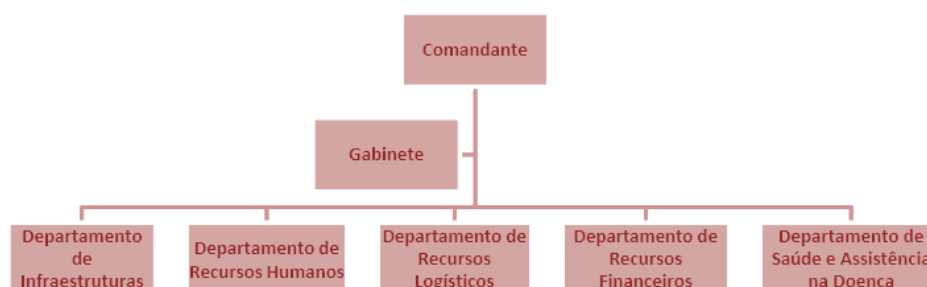 Comandante
Gabinete
Departamento
de
Infraestruturas
Departamento de
Recursos Humanos
Departamento de
Recursos
Logísticos
Departamento de
Recursos
Financeiros
Departamento de
Saúde e Assistência
na Doença